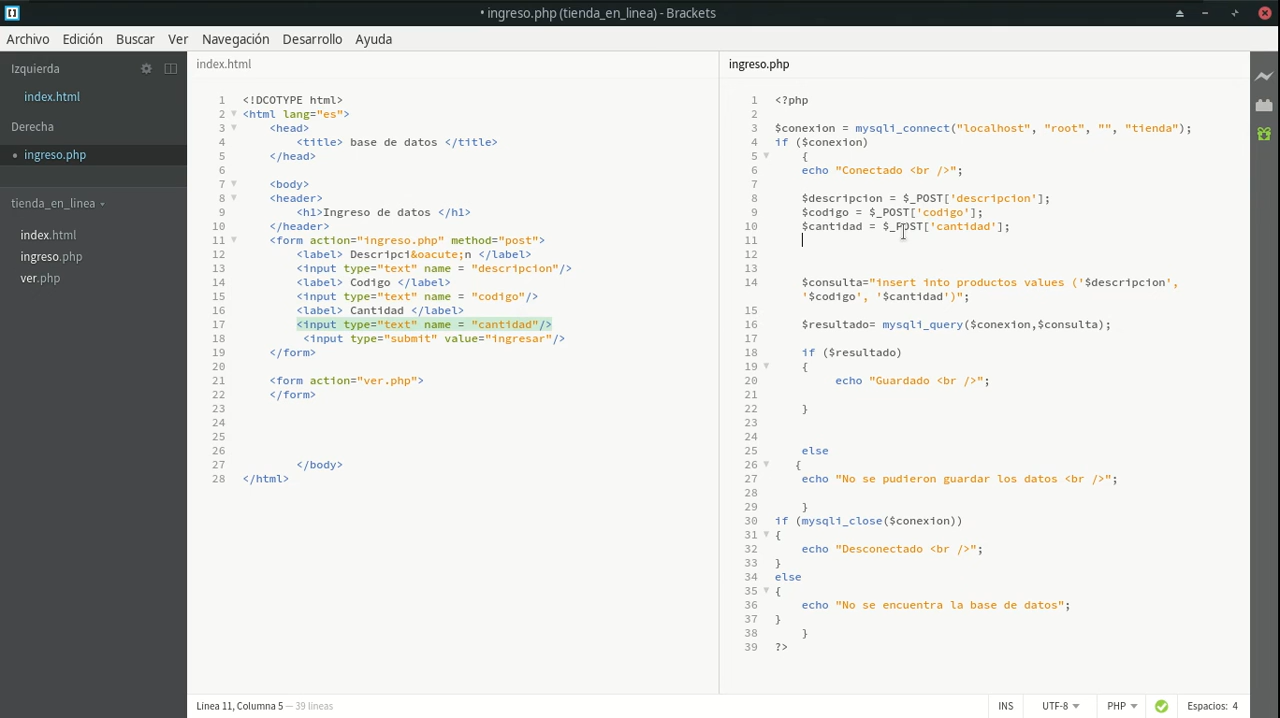 • ingreso.php (tienda_en_linea) - Brackets
Archivo Edición Buscar Ver Navegación Desarrollo Ayuda
Izquierda
index.html
Derecha
• ingreso.php
tienda_en_linea
index.html
ingreso.php
ver.php
index.html
1 <!DCOTYPE html>
2 <html lang="es">
3 <head>
4 <title> base de datos </title>
5 </head>
6
7 <body>
8 <header>
9 <h1>Ingreso de datos </h1>
10 </header>
11 <form action="ingreso.php" method="post">
12 <label> Descripci&oacute;n </label>
13 <input type="text" name = "descripcion"/>
14 <label> Codigo </label>
15 <input type="text" name = "codigo"/>
16 <label> Cantidad </label>
17 <input type="text" name = "cantidad"/>
18 <input type="submit" value="ingresar"/>
19 </form>
20
21 <form action="ver.php">
22 </form>
23
24
25
26
27 </body>
28 </html>
ingreso.php
1 <?php
2
3 $conexion = mysqli_connect("localhost", "root", "", "tienda");
4 if ($conexion)
5 {
6 echo "Conectado <br />";
7
8 $descripcion = $_POST['descripcion'];
9 $codigo = $_POST['codigo'];
10 $cantidad = $_POST['cantidad'];
11
12
13
14 $consulta="insert into productos values ('$descripcion',
'$codigo', '$cantidad')";
15
16 $resultado= mysqli_query($conexion,$consulta);
17
18 if ($resultado)
19 {
20 echo "Guardado <br />";
21
22 }
23
24
25 else
26 {
27 echo "No se pudieron guardar los datos <br />";
28
29 }
30 if (mysqli_close($conexion))
31 {
32 echo "Desconectado <br />";
33 }
34 else
35 {
36 echo "No se encuentra la base de datos";
37 }
38 }
39 ?>
Línea 11, Columna 5 — 39 líneas
INS UTF-8 PHP Espacios: 4